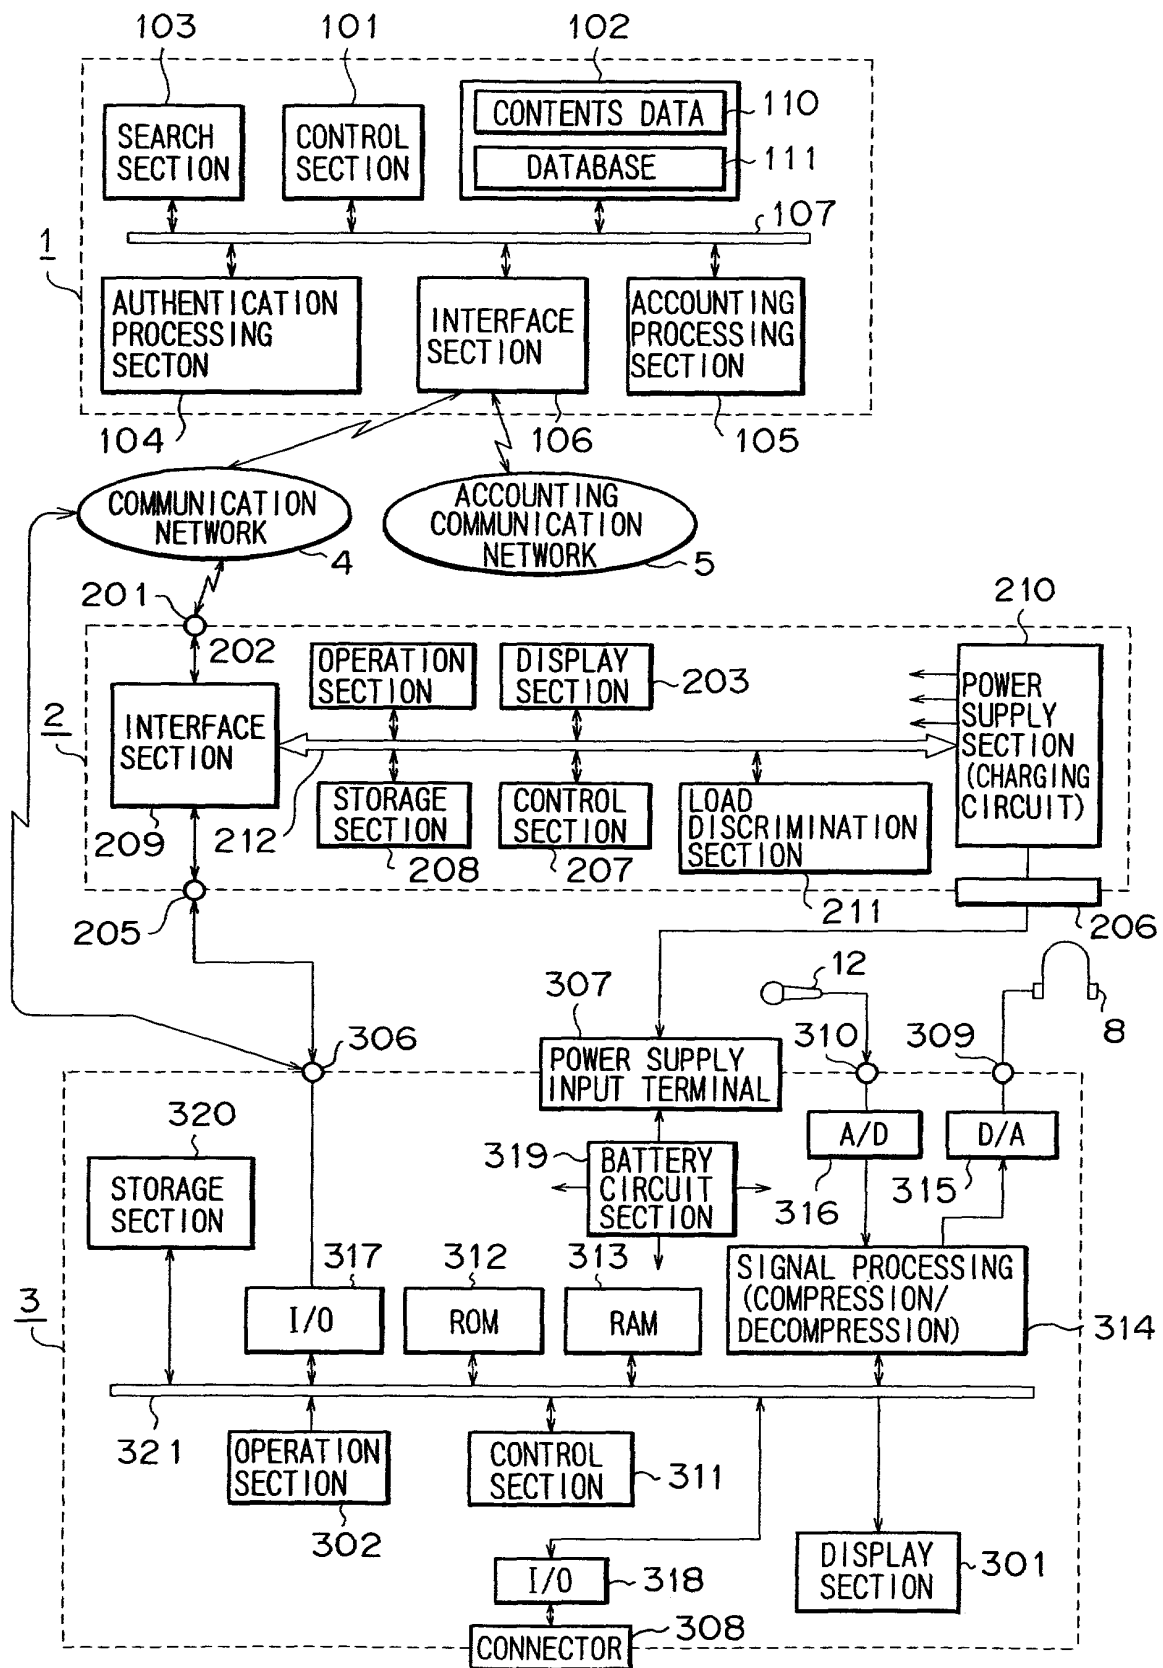 103
101
102
SEARCH
SECTION
CONTROL
SECTION
CONTENTS DATA
110
DATABASE
111
107
1
AUTHENTICATION
PROCESSING
SECTON
INTERFACE
SECTION
ACCOUNTING
PROCESSING
SECTION
104
106
105
COMMUNICATION
NETWORK
4
ACCOUNTING
COMMUNICATION
NETWORK
5
201
202
210
OPERATION
SECTION
DISPLAY
SECTION
203
POWER
SUPPLY
SECTION
(CHARGING
CIRCUIT)
2
INTERFACE
SECTION
209
212
STORAGE
SECTION
208
CONTROL
SECTION
207
LOAD
DISCRIMINATION
SECTION
211
205
206
307
12
310
309
8
306
POWER SUPPLY
INPUT TERMINAL
320
STORAGE
SECTION
319
BATTERY
CIRCUIT
SECTION
A/D
316
D/A
315
317
I/O
312
ROM
313
RAM
SIGNAL PROCESSING
(COMPRESSION/
DECOMPRESSION)
314
3
321
OPERATION
SECTION
302
CONTROL
SECTION
311
I/O
318
DISPLAY
SECTION
301
CONNECTOR
308